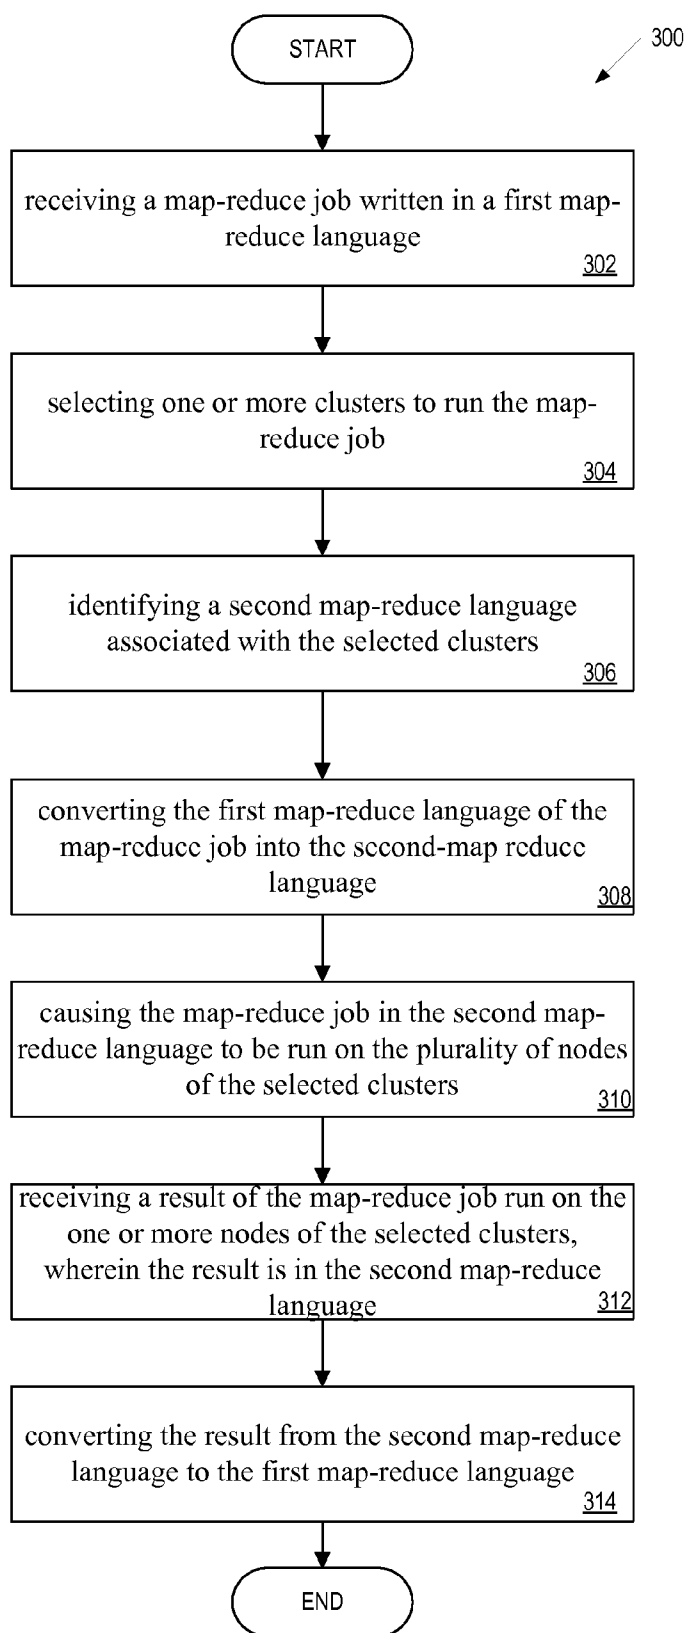 START
300
receiving a map-reduce job written in a first map-
reduce language
302
selecting one or more clusters to run the map-
reduce job
304
identifying a second map-reduce language
associated with the selected clusters
306
converting the first map-reduce language of the
map-reduce job into the second-map reduce
language
308
causing the map-reduce job in the second map-
reduce language to be run on the plurality of nodes
of the selected clusters
310
receiving a result of the map-reduce job run on the
one or more nodes of the selected clusters,
wherein the result is in the second map-reduce
language
312
converting the result from the second map-reduce
language to the first map-reduce language
314
END